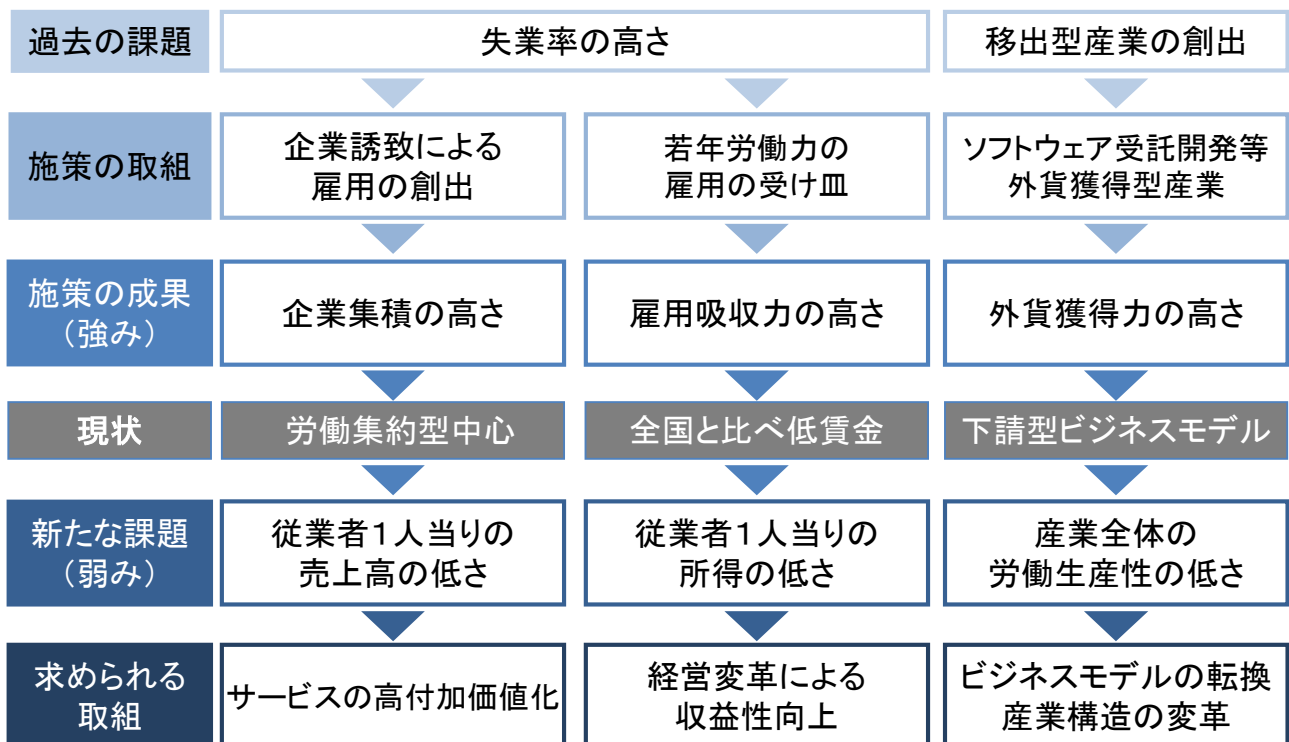 過去の課題
失業率の高さ
移出型産業の創出
施策の取組
企業誘致による
雇用の創出
若年労働力の
雇用の受け皿
ソフトウェア受託開発等
外貨獲得型産業
施策の成果
（強み）
企業集積の高さ
雇用吸収力の高さ
外貨獲得力の高さ
現状
労働集約型中心
全国と比べ低賃金
下請型ビジネスモデル
新たな課題
（弱み）
従業者１人当りの
売上高の低さ
従業者１人当りの
所得の低さ
産業全体の
労働生産性の低さ
求められる
取組
サービスの高付加価値化
経営変革による
収益性向上
ビジネスモデルの転換
産業構造の変革